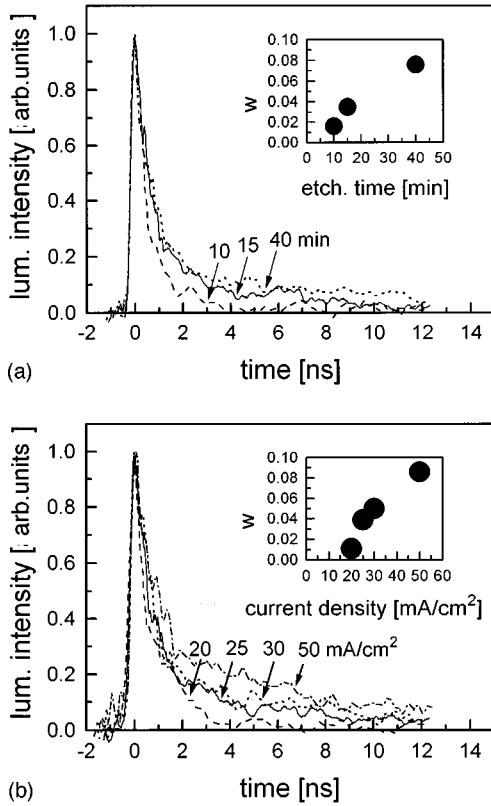 (a)
lum. intensity [ arb.units ]
1.0
0.8
0.6
0.4
0.2
0.0
-2 0 2 4 6 8 10 12 14
time [ns]
10 15 40 min
w
0.10
0.08
0.06
0.04
0.02
0.00
0 10 20 30 40 50
etch. time [min]
(b)
lum. intensity [ arb.units ]
1.0
0.8
0.6
0.4
0.2
0.0
-2 0 2 4 6 8 10 12 14
time [ns]
20 25 30 50 mA/cm²
w
0.10
0.08
0.06
0.04
0.02
0.00
0 10 20 30 40 50 60
current density [mA/cm²]